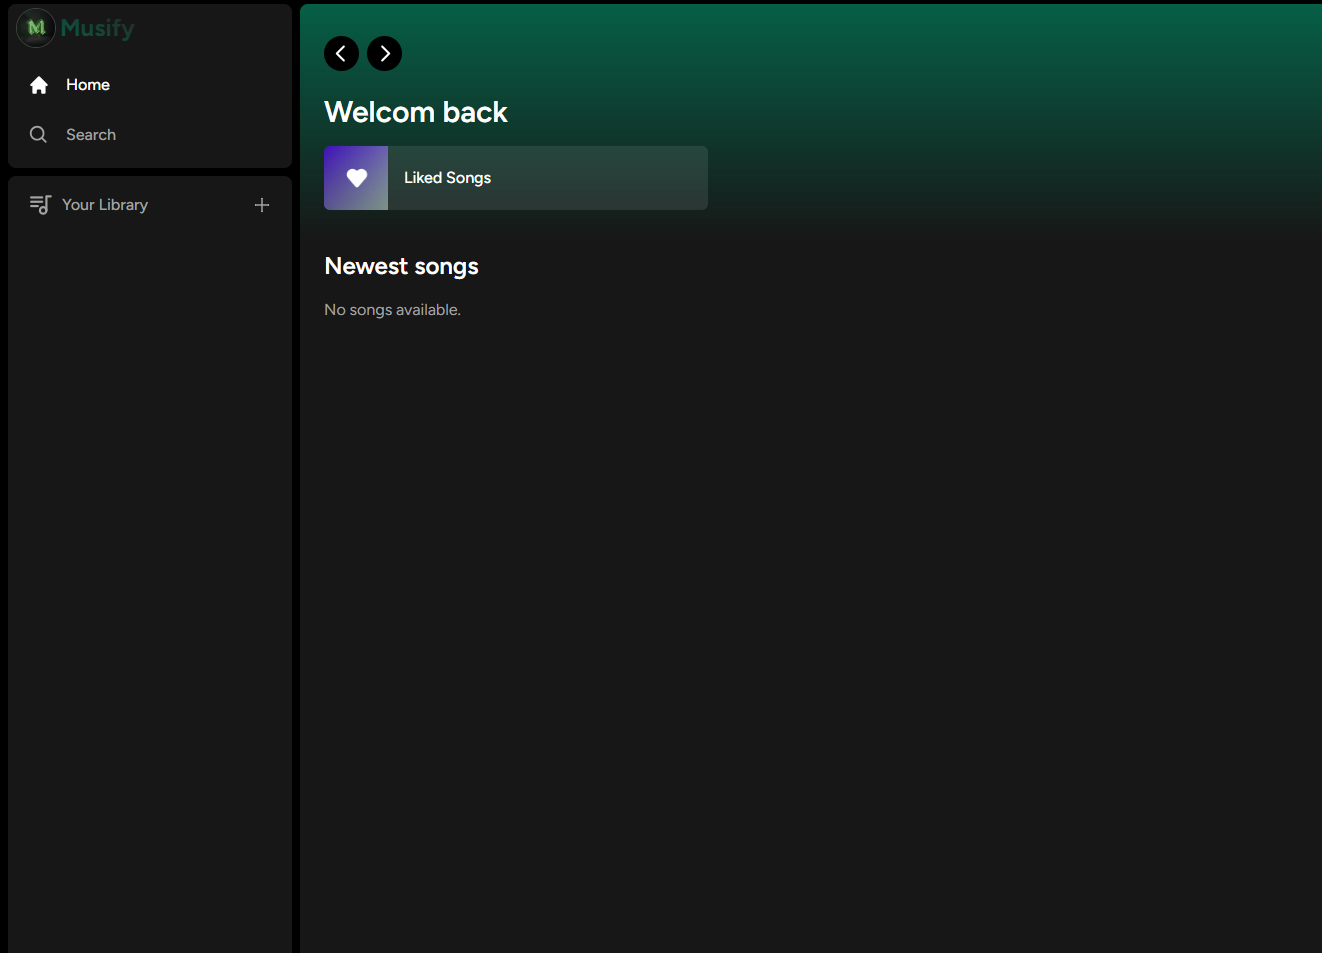 M Musify
Home
Search
Your Library
Welcom back
Liked Songs
Newest songs
No songs available.